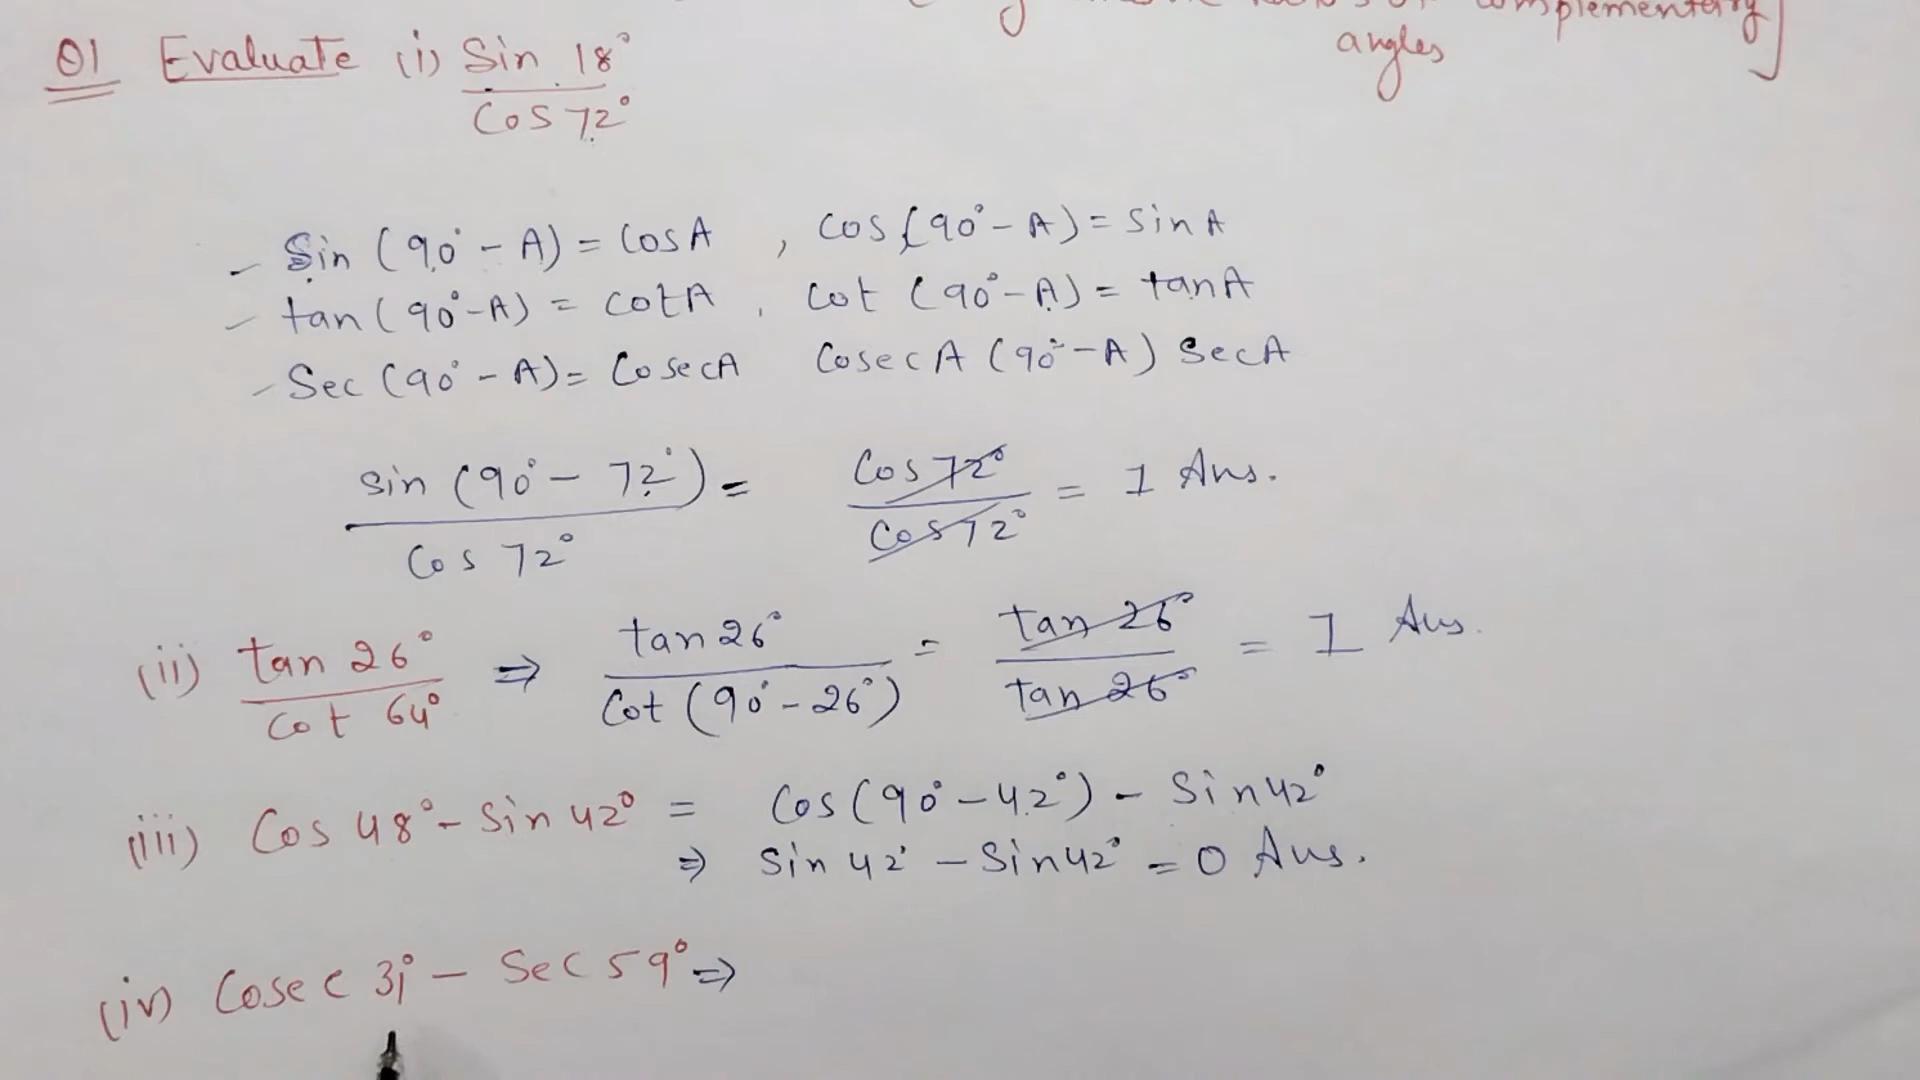 complementary]
angles
Q1 Evaluate (i) Sin 18° / Cos 72°
- Sin (90° - A) = Cos A , Cos (90° - A) = Sin A
- tan (90° - A) = Cot A , Cot (90° - A) = tan A
- Sec (90° - A) = Cosec A Cosec A (90° - A) Sec A
sin (90° - 72°) / Cos 72° = Cos 72° / Cos 72° = 1 Ans.
(ii) tan 26° / Cot 64° ⇒ tan 26° / Cot (90° - 26°) = tan 26° / tan 26° = 1 Ans.
(iii) Cos 48° - Sin 42° = Cos (90° - 42°) - Sin 42°
⇒ Sin 42° - Sin 42° = 0 Ans.
(iv) Cosec 31° - Sec 59° ⇒